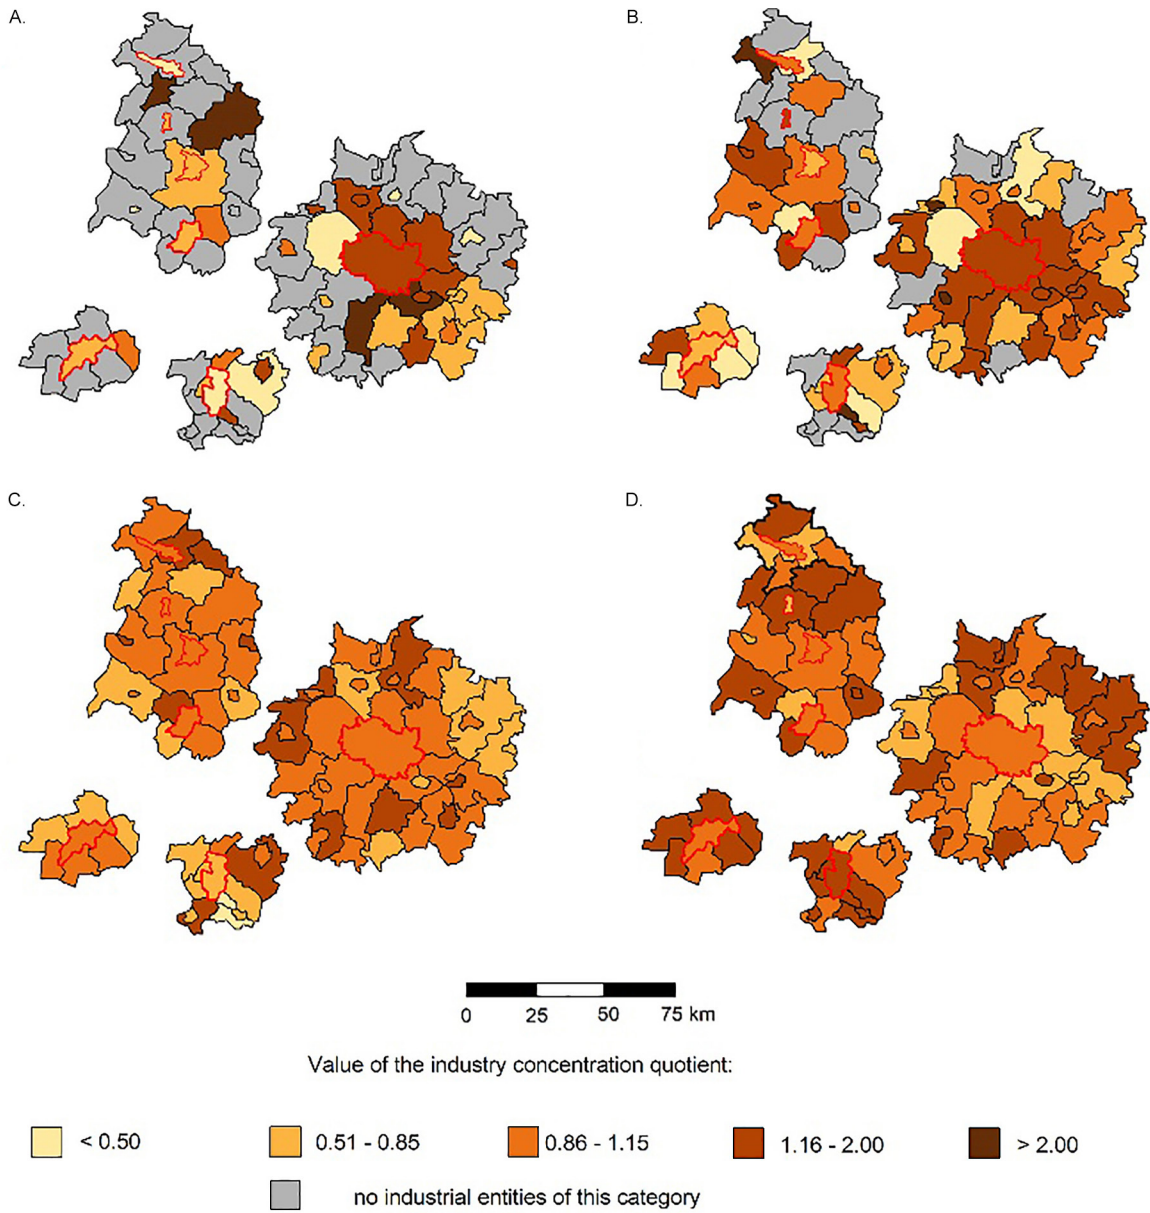 A.
B.
C.
D.
0 25 50 75 km
Value of the industry concentration quotient:
< 0.50
0.51 - 0.85
0.86 - 1.15
1.16 - 2.00
> 2.00
no industrial entities of this category